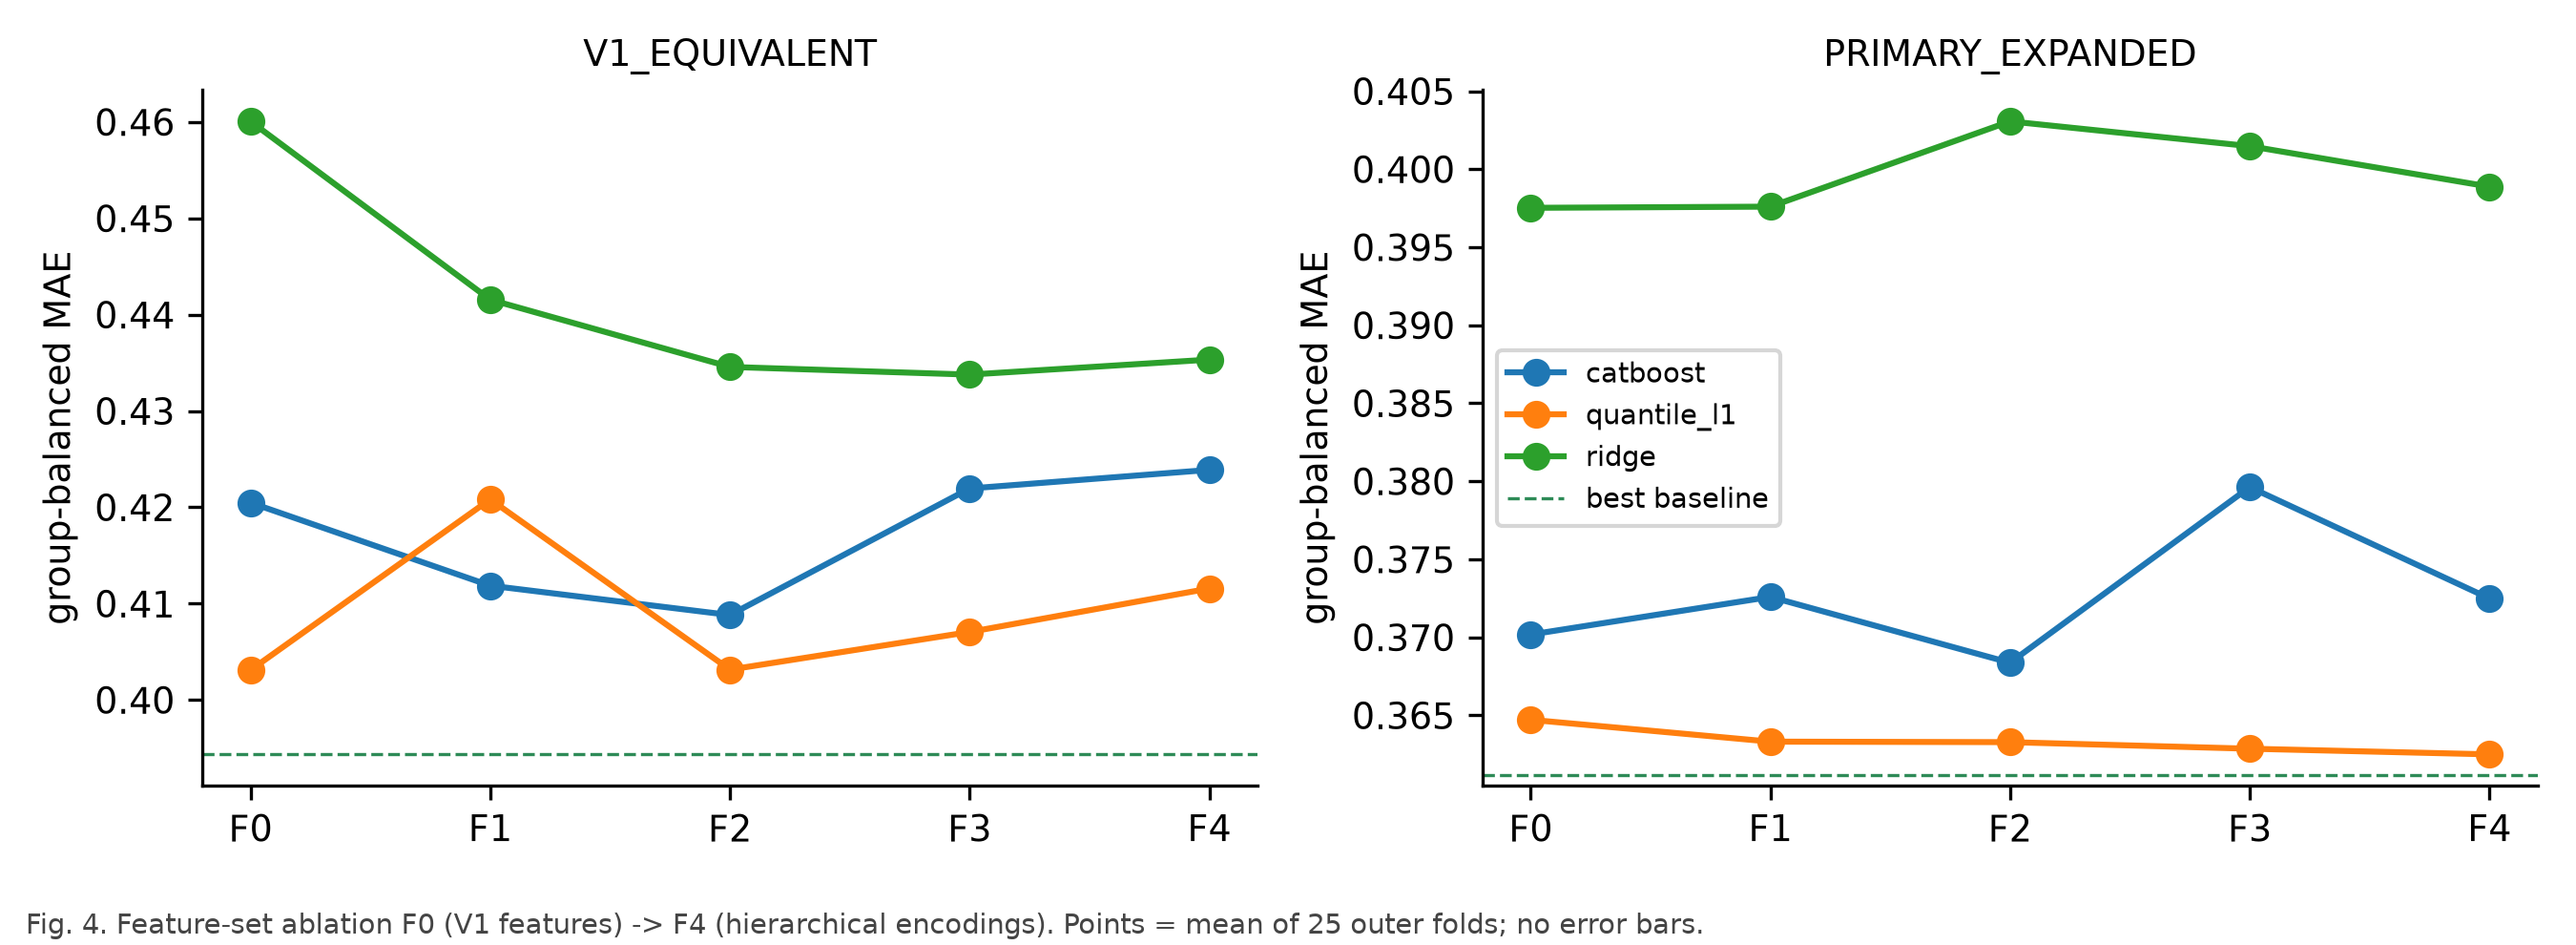 V1_EQUIVALENT
group-balanced MAE
0.46
0.45
0.44
0.43
0.42
0.41
0.40
F0 F1 F2 F3 F4
PRIMARY_EXPANDED
group-balanced MAE
0.405
0.400
0.395
0.390
0.385
0.380
0.375
0.370
0.365
catboost
quantile_l1
ridge
best baseline
F0 F1 F2 F3 F4
Fig. 4. Feature-set ablation F0 (V1 features) -> F4 (hierarchical encodings). Points = mean of 25 outer folds; no error bars.